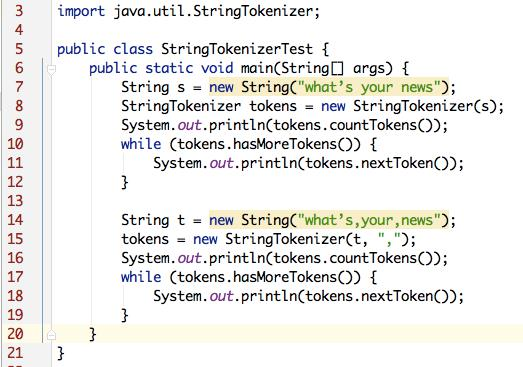 3 import java.util.StringTokenizer;
4
5 public class StringTokenizerTest {
6     public static void main(String[] args) {
7         String s = new String("what’s your news");
8         StringTokenizer tokens = new StringTokenizer(s);
9         System.out.println(tokens.countTokens());
10         while (tokens.hasMoreTokens()) {
11             System.out.println(tokens.nextToken());
12         }
13
14         String t = new String("what’s,your,news");
15         tokens = new StringTokenizer(t, ",");
16         System.out.println(tokens.countTokens());
17         while (tokens.hasMoreTokens()) {
18             System.out.println(tokens.nextToken());
19         }
20     }
21 }